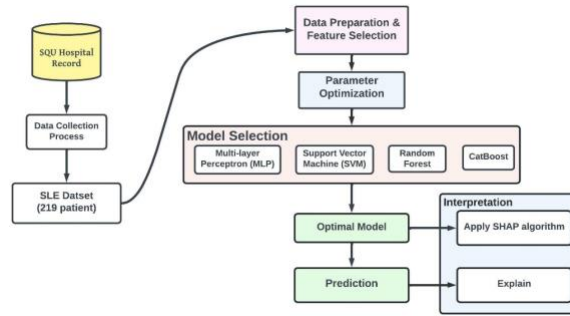 SQU Hospital
Record
Data Collection
Process
SLE Datset
(219 patient)
Data Preparation &
Feature Selection
Parameter
Optimization
Model Selection
Multi-layer
Perceptron (MLP)
Support Vector
Machine (SVM)
Random
Forest
CatBoost
Optimal Model
Prediction
Interpretation
Apply SHAP algorithm
Explain